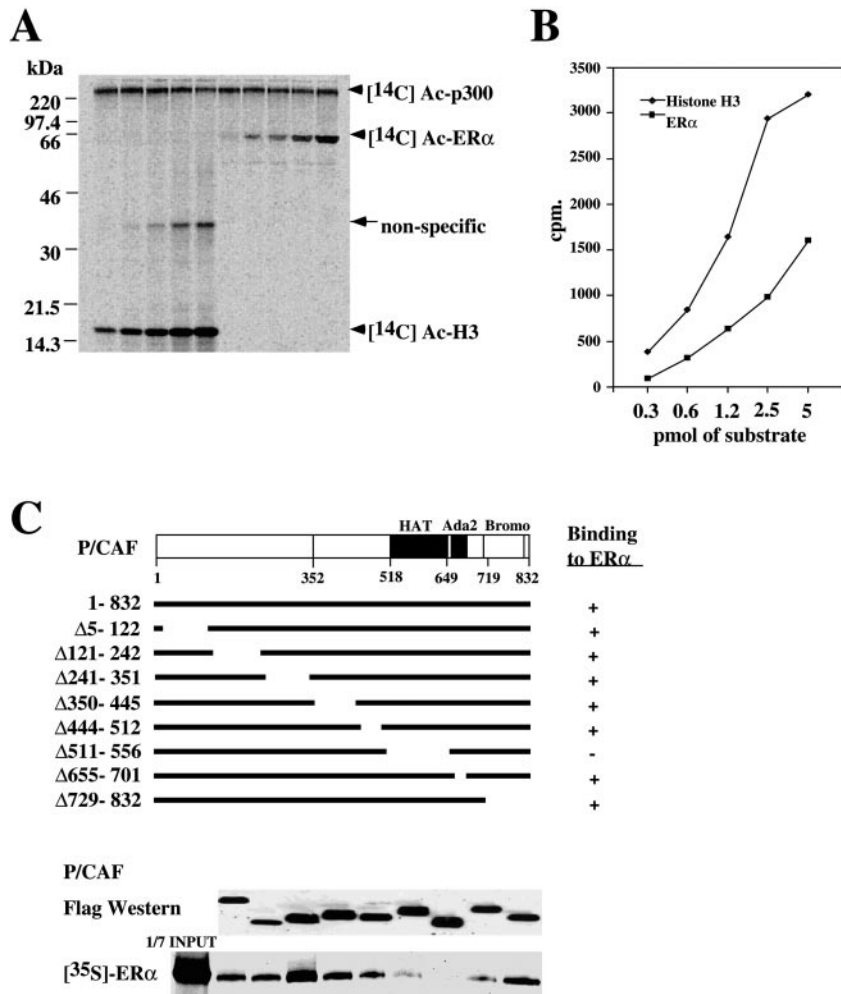 A
kDa
220
97.4
66
46
30
21.5
14.3
[14C] Ac-p300
[14C] Ac-ERα
non-specific
[14C] Ac-H3
B
3500
3000
2500
2000
1500
1000
500
0
cpm.
Histone H3
ERα
0.3 0.6 1.2 2.5 5
pmol of substrate
C
HAT Ada2 Bromo
P/CAF
1 352 518 649 719 832
Binding
to ERα
1- 832 +
Δ5- 122 +
Δ121- 242 +
Δ241- 351 +
Δ350- 445 +
Δ444- 512 +
Δ511- 556 -
Δ655- 701 +
Δ729- 832 +
P/CAF
Flag Western
1/7 INPUT
[35S]-ERα